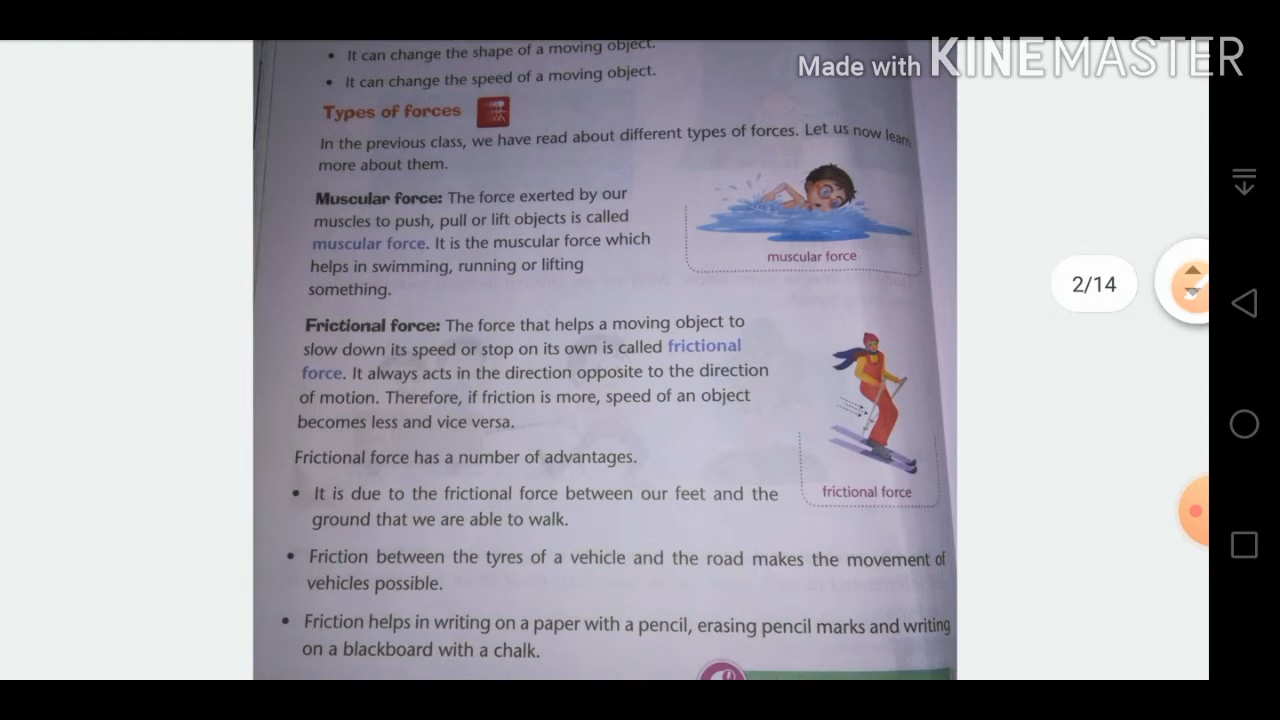 • It can change the shape of a moving object.
Made with KINEMASTER
• It can change the speed of a moving object.
Types of forces
In the previous class, we have read about different types of forces. Let us now learn
more about them.
Muscular force: The force exerted by our
muscles to push, pull or lift objects is called
muscular force. It is the muscular force which
helps in swimming, running or lifting
something.
muscular force
2/14
Frictional force: The force that helps a moving object to
slow down its speed or stop on its own is called frictional
force. It always acts in the direction opposite to the direction
of motion. Therefore, if friction is more, speed of an object
becomes less and vice versa.
Frictional force has a number of advantages.
frictional force
• It is due to the frictional force between our feet and the
ground that we are able to walk.
• Friction between the tyres of a vehicle and the road makes the movement of
vehicles possible.
• Friction helps in writing on a paper with a pencil, erasing pencil marks and writing
on a blackboard with a chalk.